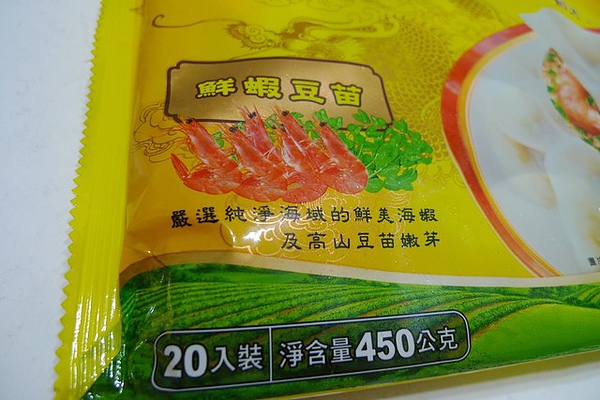 鮮蝦豆苗
嚴選純淨海域的鮮美海蝦
及高山豆苗嫩芽
20入裝 淨含量450公克